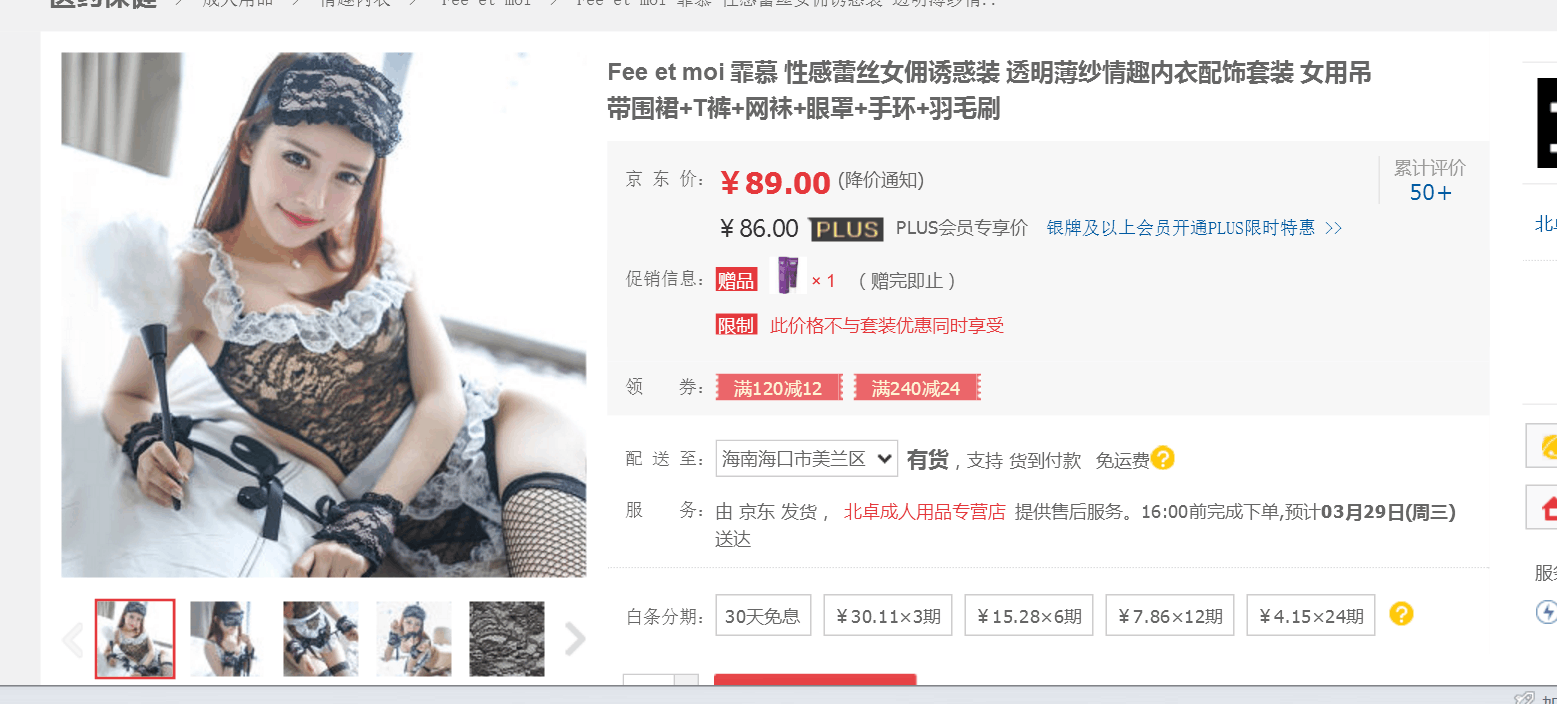 医药保健 > 成人用品 > 情趣内衣 > Fee et moi > Fee et moi 霏慕 性感蕾丝女佣诱惑装 透明薄纱情..
Fee et moi 霏慕 性感蕾丝女佣诱惑装 透明薄纱情趣内衣配饰套装 女用吊
带围裙+T裤+网袜+眼罩+手环+羽毛刷
京东价： ￥89.00 (降价通知)
累计评价
50+
￥86.00 PLUS PLUS会员专享价 银牌及以上会员开通PLUS限时特惠 >>
促销信息： 赠品 × 1 （ 赠完即止 ）
限制 此价格不与套装优惠同时享受
领 券： 满120减12 满240减24
配送至： 海南海口市美兰区 有货，支持 货到付款 免运费 ?
服 务： 由 京东 发货， 北卓成人用品专营店 提供售后服务。16:00前完成下单,预计03月29日(周三)
送达
白条分期： 30天免息 ￥30.11×3期 ￥15.28×6期 ￥7.86×12期 ￥4.15×24期 ?